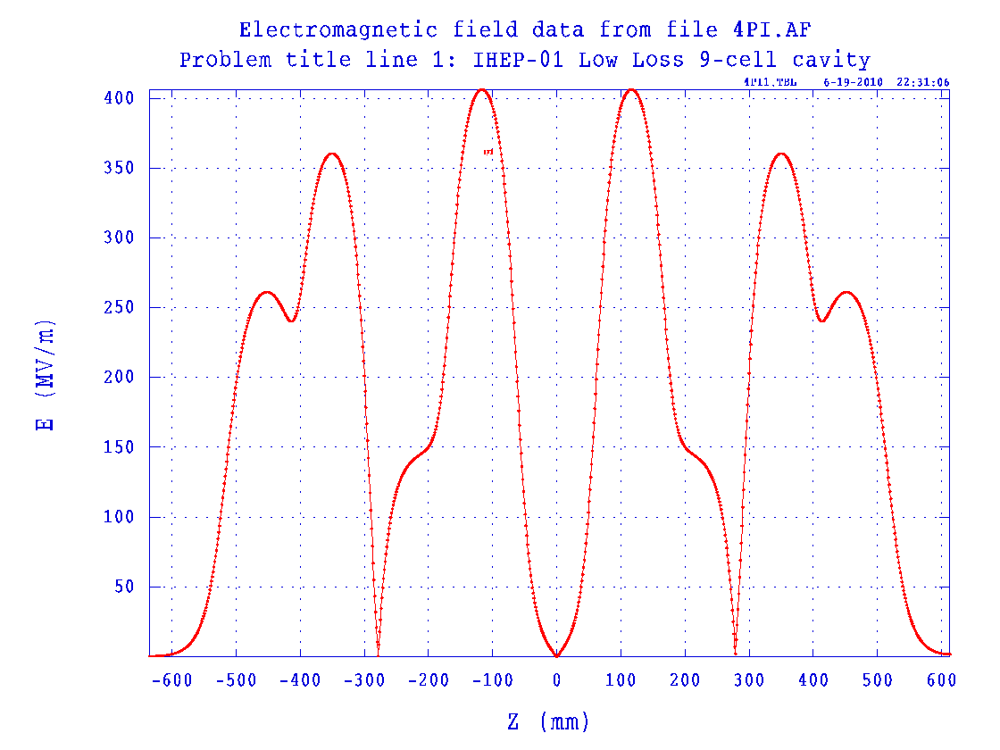 Electromagnetic field data from file 4PI.AF
Problem title line 1: IHEP-01 Low Loss 9-cell cavity
4PI1.TBL 6-19-2010 22:31:06
400
350
300
250
200
150
100
50
E (MV/m)
-600 -500 -400 -300 -200 -100 0 100 200 300 400 500 600
Z (mm)